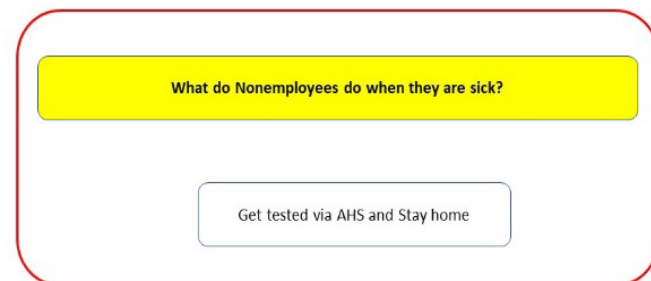 What do Nonemployees do when they are sick?
Get tested via AHS and Stay home